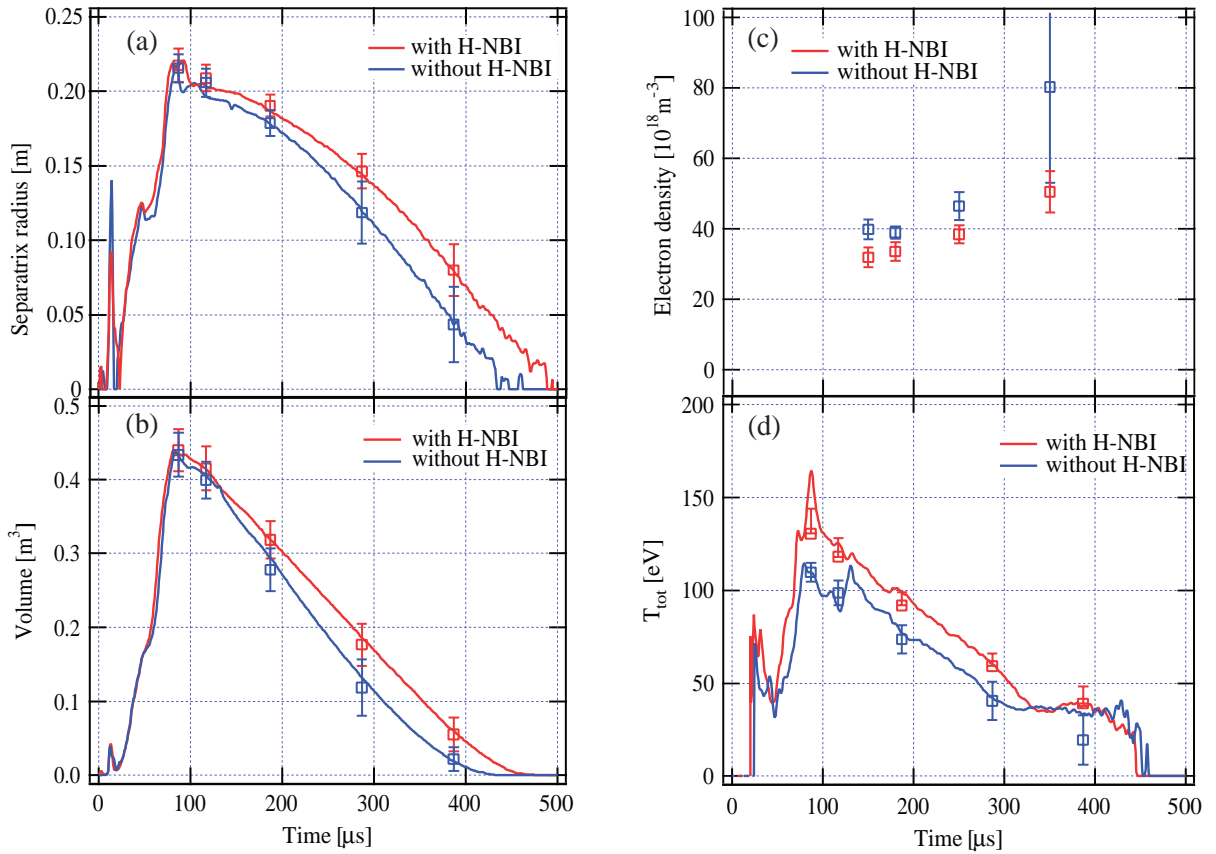 (a)
with H-NBI
without H-NBI
Separatrix radius [m]
0.25
0.20
0.15
0.10
0.05
0
(b)
with H-NBI
without H-NBI
Volume [m³]
0.5
0.4
0.3
0.2
0.1
0.0
0
100
200
300
400
500
Time [μs]
(c)
with H-NBI
without H-NBI
Electron density [10¹⁸m⁻³]
100
80
60
40
20
0
(d)
with H-NBI
without H-NBI
T_tot [eV]
200
150
100
50
0
0
100
200
300
400
500
Time [μs]